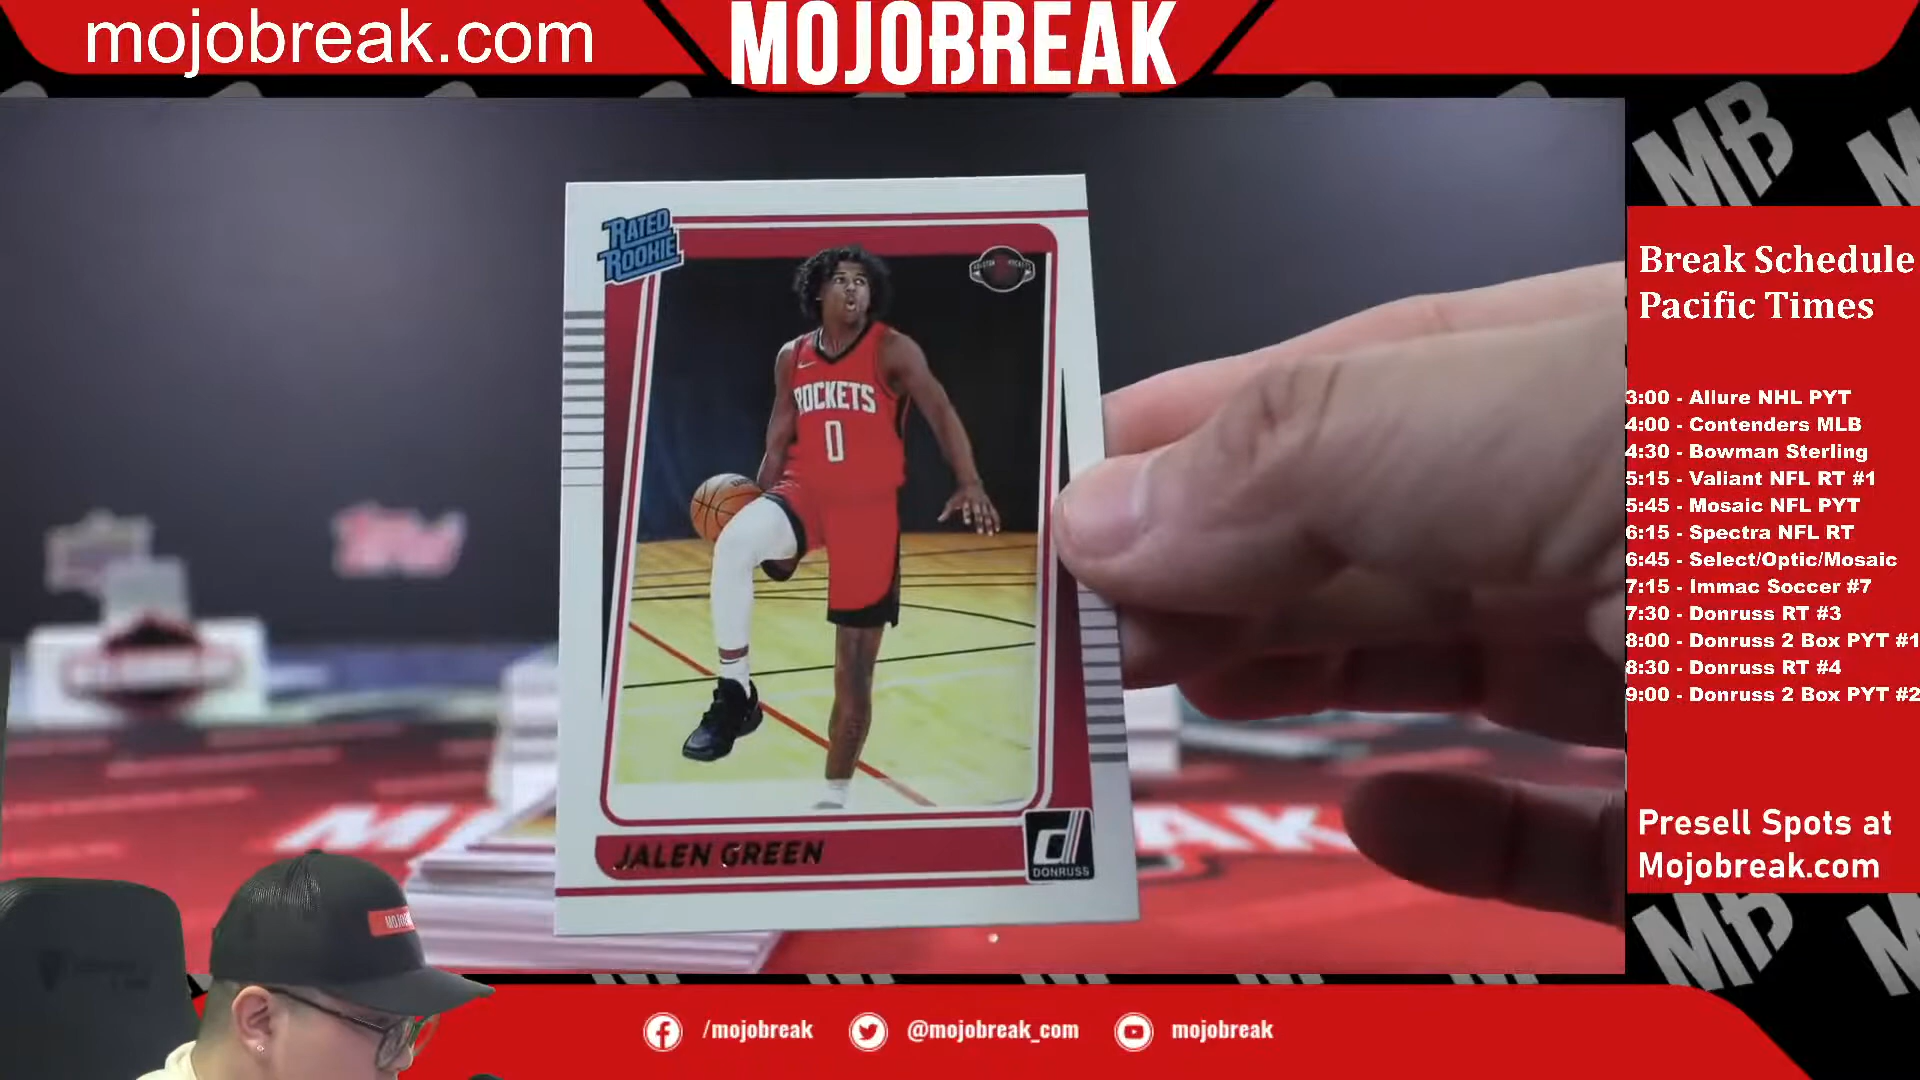 mojobreak.com
MOJOBREAK
RATED
ROOKIE
ROCKETS
0
JALEN GREEN
DONRUSS
Break Schedule
Pacific Times
3:00 - Allure NHL PYT
4:00 - Contenders MLB
4:30 - Bowman Sterling
5:15 - Valiant NFL RT #1
5:45 - Mosaic NFL PYT
6:15 - Spectra NFL RT
6:45 - Select/Optic/Mosaic
7:15 - Immac Soccer #7
7:30 - Donruss RT #3
8:00 - Donruss 2 Box PYT #1
8:30 - Donruss RT #4
9:00 - Donruss 2 Box PYT #2
Presell Spots at
Mojobreak.com
MB
MB
/mojobreak
@mojobreak_com
mojobreak